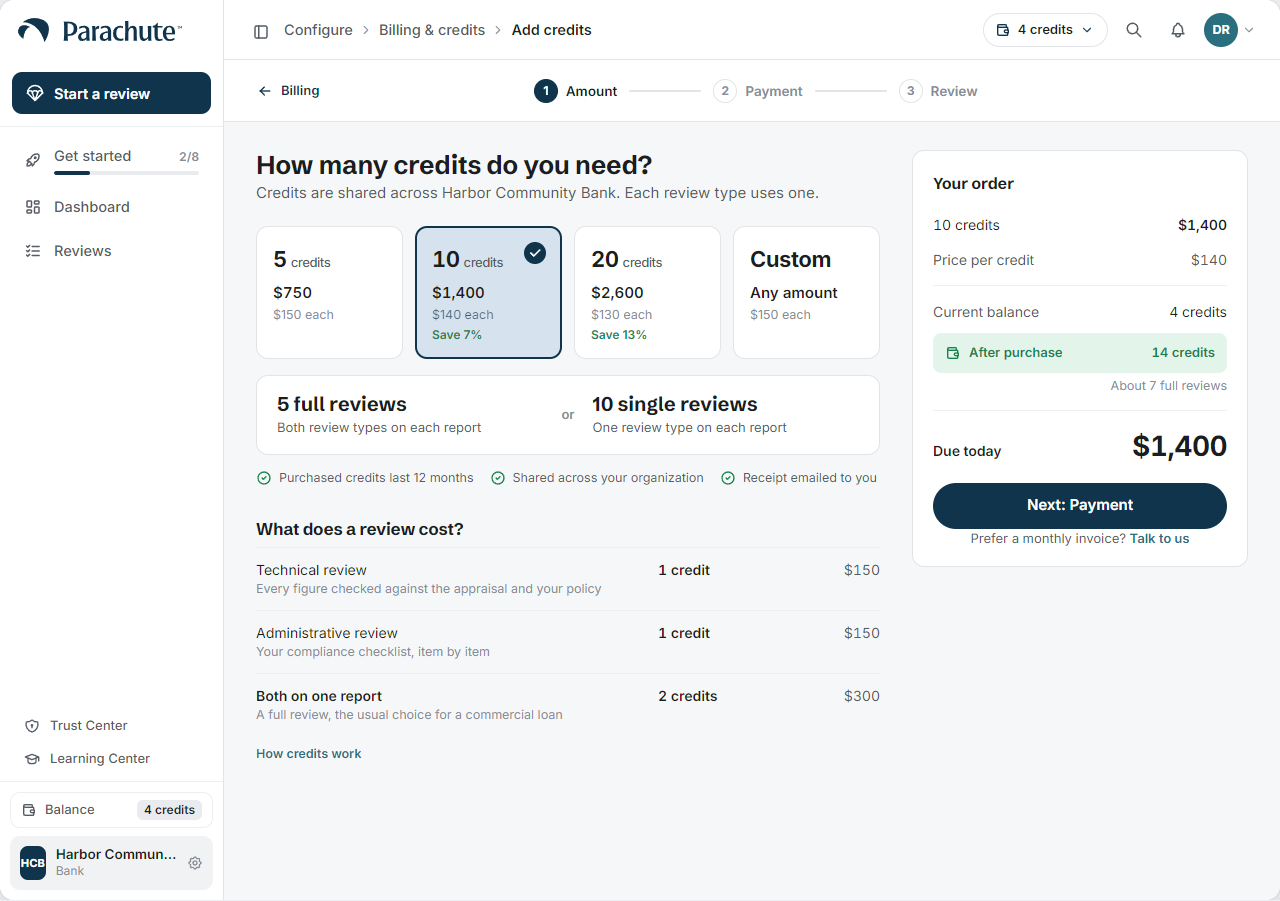 Parachute™
Start a review
Get started 2/8
Dashboard
Reviews
Trust Center
Learning Center
Balance 4 credits
HCB Harbor Commun...
Bank
Configure > Billing & credits > Add credits
4 credits
DR
← Billing
1 Amount 2 Payment 3 Review
How many credits do you need?
Credits are shared across Harbor Community Bank. Each review type uses one.
5 credits
$750
$150 each
10 credits
$1,400
$140 each
Save 7%
20 credits
$2,600
$130 each
Save 13%
Custom
Any amount
$150 each
5 full reviews
Both review types on each report
or
10 single reviews
One review type on each report
Purchased credits last 12 months
Shared across your organization
Receipt emailed to you
What does a review cost?
Technical review 1 credit $150
Every figure checked against the appraisal and your policy
Administrative review 1 credit $150
Your compliance checklist, item by item
Both on one report 2 credits $300
A full review, the usual choice for a commercial loan
How credits work
Your order
10 credits $1,400
Price per credit $140
Current balance 4 credits
After purchase 14 credits
About 7 full reviews
Due today $1,400
Next: Payment
Prefer a monthly invoice? Talk to us